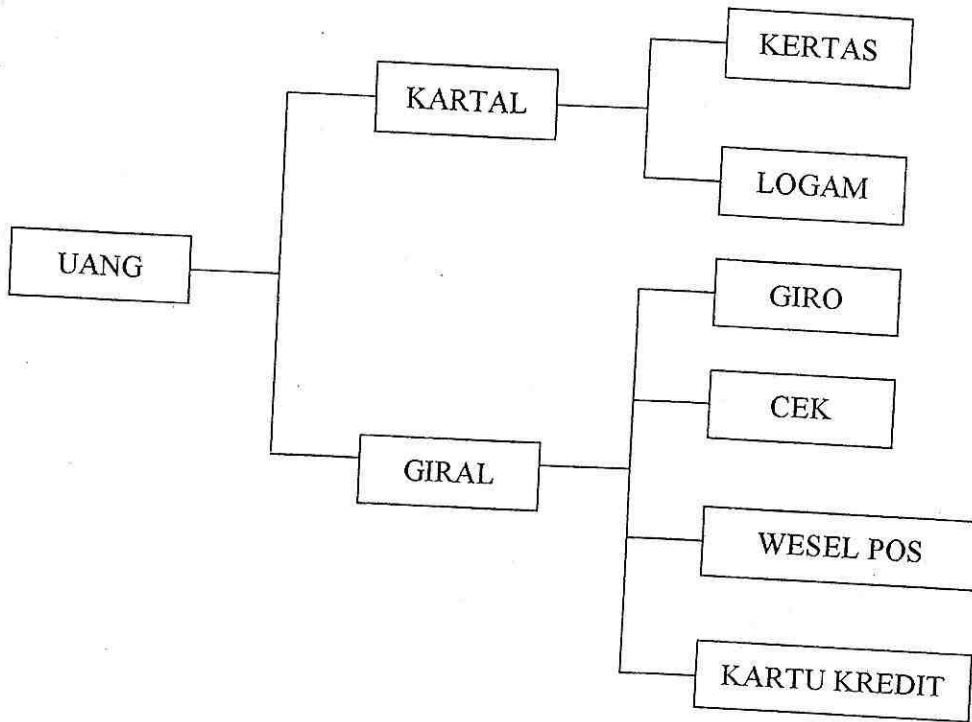 KERTAS
KARTAL
LOGAM
UANG
GIRO
CEK
GIRAL
WESEL POS
KARTU KREDIT